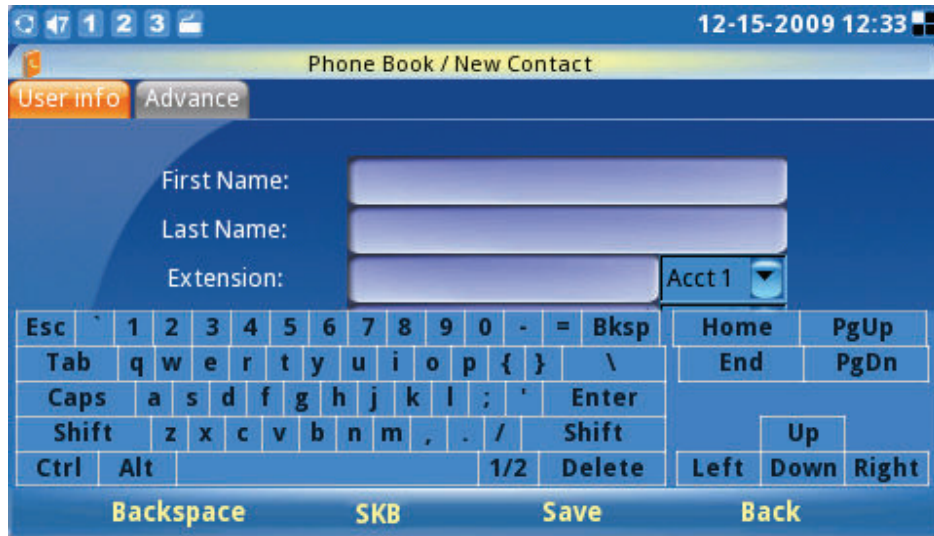 47 1 2 3 12-15-2009 12:33
Phone Book / New Contact
User info Advance
First Name:
Last Name:
Extension: Acct 1
Esc ` 1 2 3 4 5 6 7 8 9 0 - = Bksp Home PgUp
Tab q w e r t y u i o p { } \ End PgDn
Caps a s d f g h j k l ; ' Enter
Shift z x c v b n m , . / Shift Up
Ctrl Alt 1/2 Delete Left Down Right
Backspace SKB Save Back